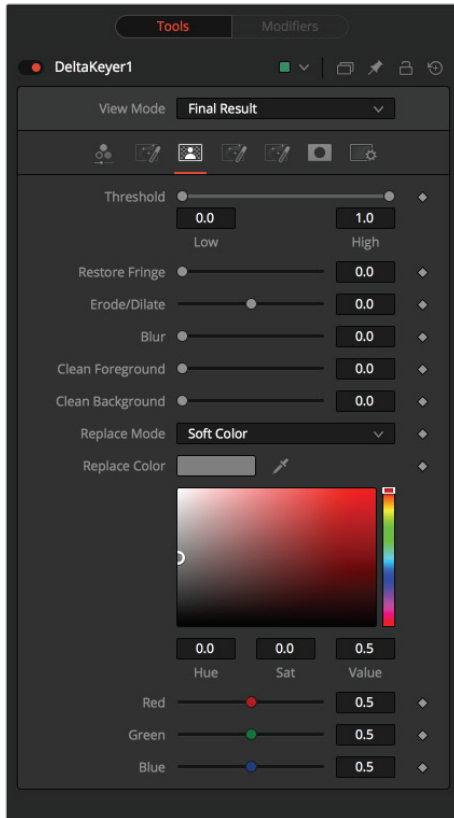 Tools Modifiers
DeltaKeyer1
View Mode Final Result
Threshold
0.0 1.0
Low High
Restore Fringe 0.0
Erode/Dilate 0.0
Blur 0.0
Clean Foreground 0.0
Clean Background 0.0
Replace Mode Soft Color
Replace Color
0.0 0.0 0.5
Hue Sat Value
Red 0.5
Green 0.5
Blue 0.5